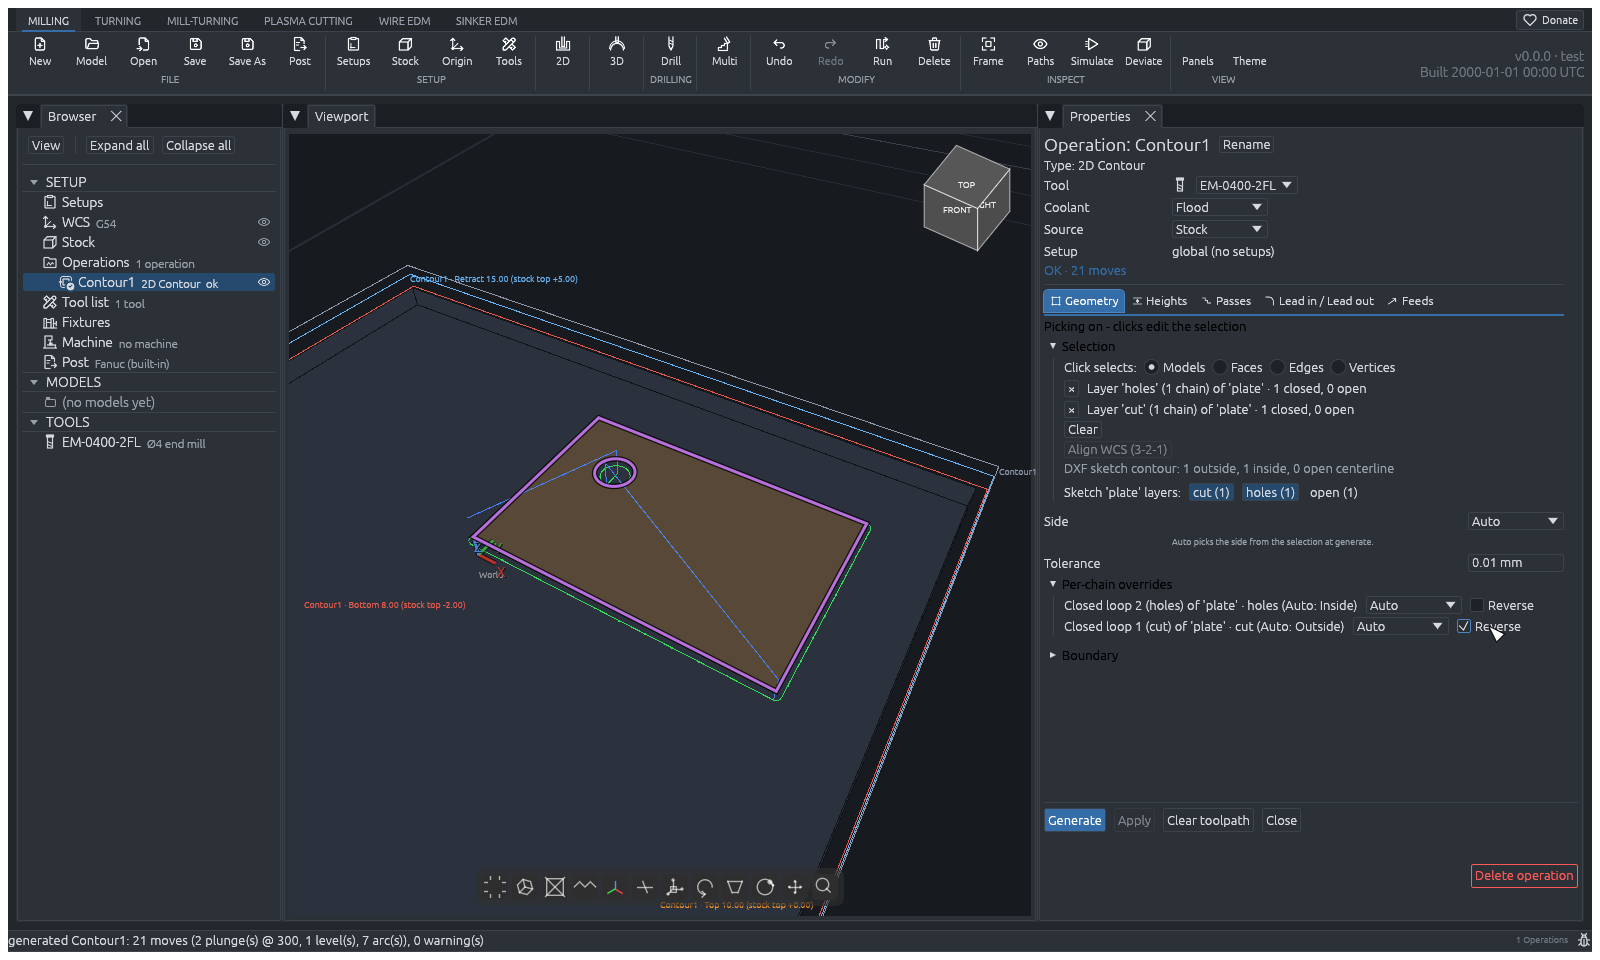 MILLING TURNING MILL-TURNING PLASMA CUTTING WIRE EDM SINKER EDM Donate
New Model Open Save Save As Post Setups Stock Origin Tools 2D 3D Drill Multi Undo Redo Run Delete Frame Paths Simulate Deviate Panels Theme
FILE SETUP DRILLING MODIFY INSPECT VIEW
v0.0.0 · test
Built 2000-01-01 00:00 UTC
Browser
View Expand all Collapse all
SETUP
Setups
WCS G54
Stock
Operations 1 operation
Contour1 2D Contour ok
Tool list 1 tool
Fixtures
Machine no machine
Post Fanuc (built-in)
MODELS
(no models yet)
TOOLS
EM-0400-2FL Ø4 end mill
Viewport
TOP
FRONT
GHT
Contour1 · Retract 15.00 (stock top +5.00)
Contour1
X
World
Contour1 · Bottom 8.00 (stock top -2.00)
Contour1 · Top 10.00 (stock top +0.00)
Properties
Operation: Contour1 Rename
Type: 2D Contour
Tool EM-0400-2FL
Coolant Flood
Source Stock
Setup global (no setups)
OK · 21 moves
Geometry Heights Passes Lead in / Lead out Feeds
Picking on - clicks edit the selection
Selection
Click selects: Models Faces Edges Vertices
× Layer 'holes' (1 chain) of 'plate' · 1 closed, 0 open
× Layer 'cut' (1 chain) of 'plate' · 1 closed, 0 open
Clear
Align WCS (3-2-1)
DXF sketch contour: 1 outside, 1 inside, 0 open centerline
Sketch 'plate' layers: cut (1) holes (1) open (1)
Side Auto
Auto picks the side from the selection at generate.
Tolerance 0.01 mm
Per-chain overrides
Closed loop 2 (holes) of 'plate' · holes (Auto: Inside) Auto Reverse
Closed loop 1 (cut) of 'plate' · cut (Auto: Outside) Auto Reverse
Boundary
Generate Apply Clear toolpath Close
Delete operation
generated Contour1: 21 moves (2 plunge(s) @ 300, 1 level(s), 7 arc(s)), 0 warning(s)
1 Operations